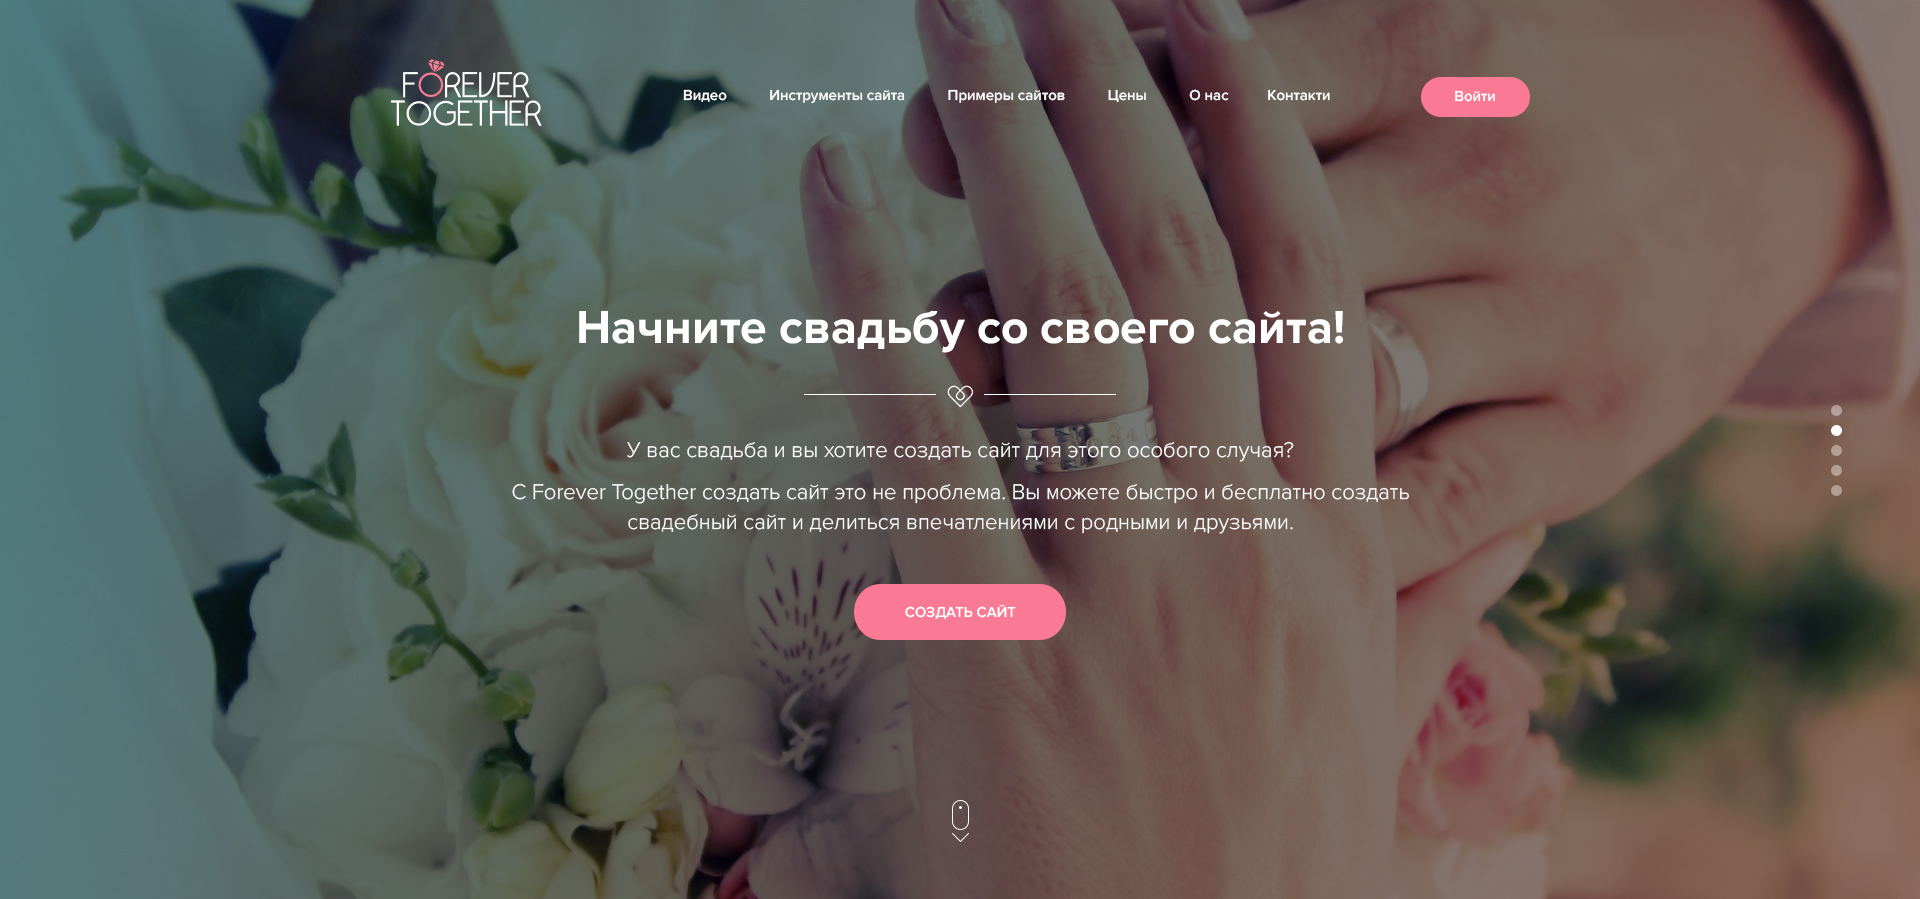 FOREVER
TOGETHER
Видео
Инструменты сайта
Примеры сайтов
Цены
О нас
Контакти
Войти
Начните свадьбу со своего сайта!
У вас свадьба и вы хотите создать сайт для этого особого случая?
С Forever Together создать сайт это не проблема. Вы можете быстро и бесплатно создать
свадебный сайт и делиться впечатлениями с родными и друзьями.
СОЗДАТЬ САЙТ